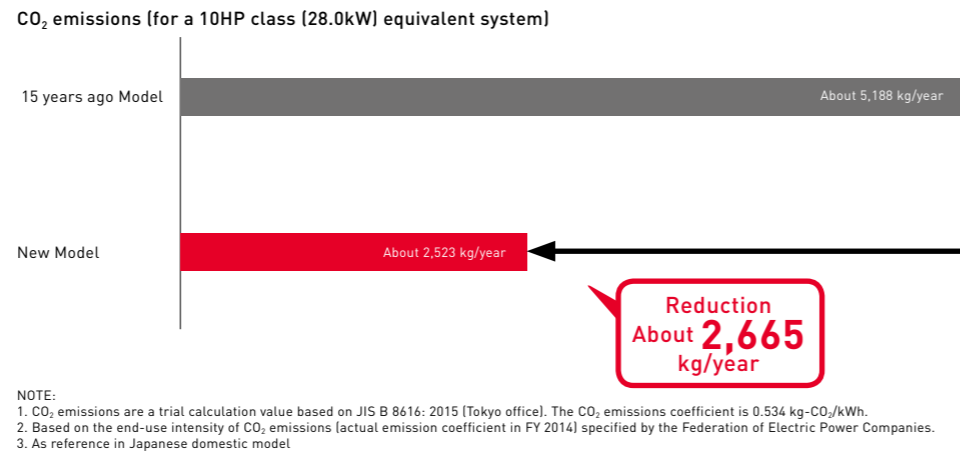 CO₂ emissions (for a 10HP class (28.0kW) equivalent system)
15 years ago Model
About 5,188 kg/year
New Model
About 2,523 kg/year
Reduction
About 2,665
kg/year
NOTE:
1. CO₂ emissions are a trial calculation value based on JIS B 8616: 2015 (Tokyo office). The CO₂ emissions coefficient is 0.534 kg-CO₂/kWh.
2. Based on the end-use intensity of CO₂ emissions (actual emission coefficient in FY 2014) specified by the Federation of Electric Power Companies.
3. As reference in Japanese domestic model